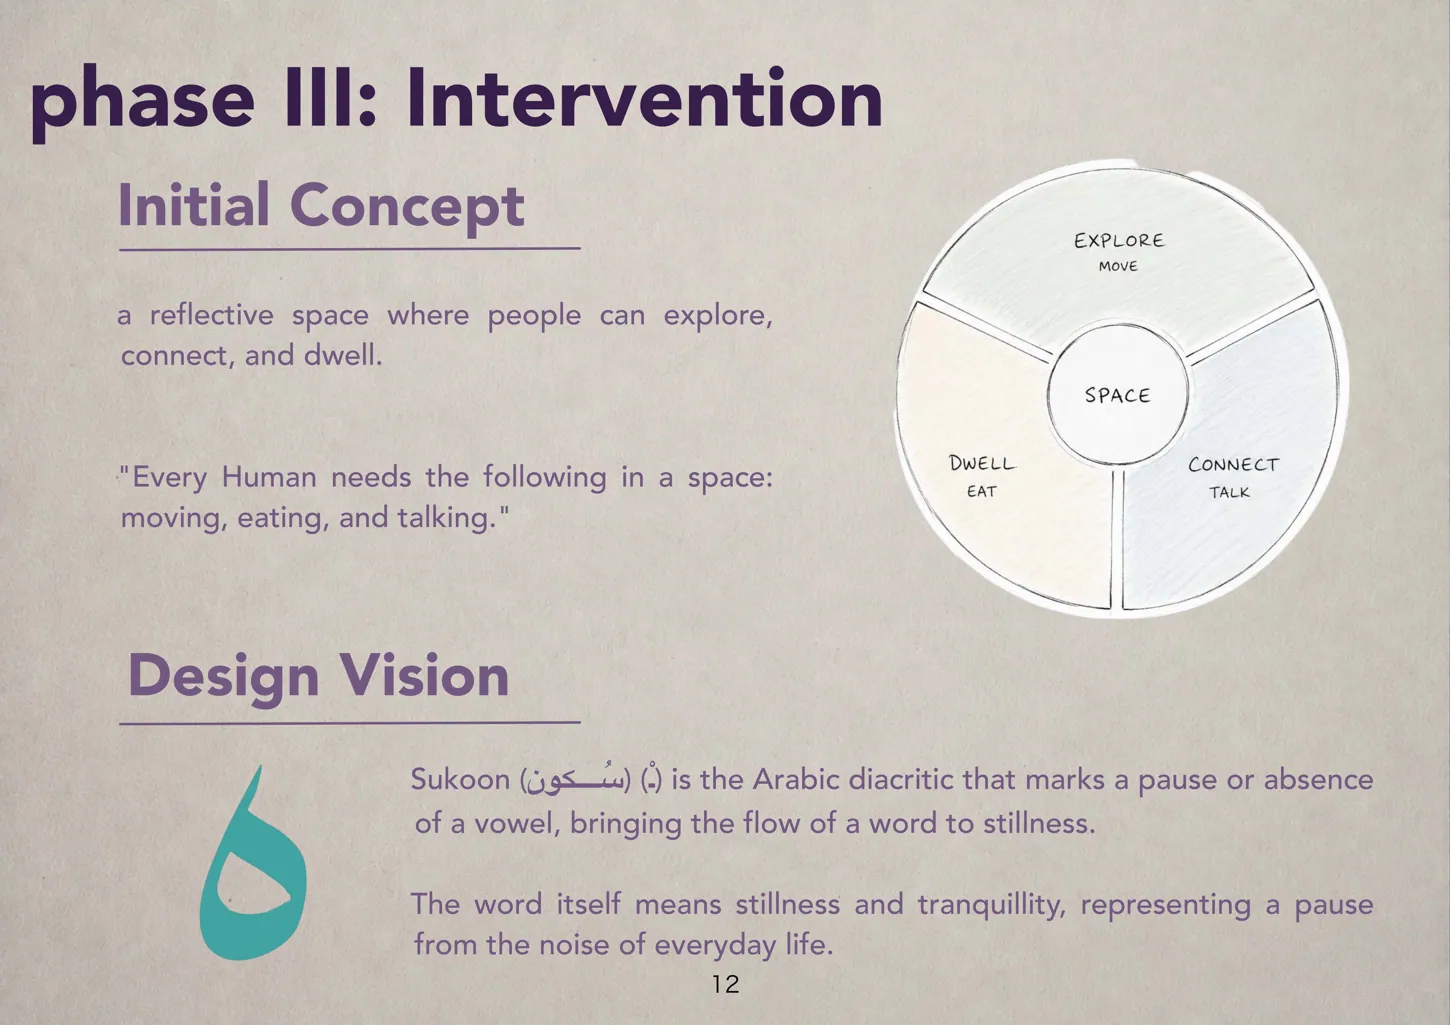 phase III: Intervention
Initial Concept
a reflective space where people can explore,
connect, and dwell.
"Every Human needs the following in a space:
moving, eating, and talking."
EXPLORE
MOVE
SPACE
DWELL
EAT
CONNECT
TALK
Design Vision
ه
Sukoon (سُـــكون) (ـْ) is the Arabic diacritic that marks a pause or absence
of a vowel, bringing the flow of a word to stillness.
The word itself means stillness and tranquillity, representing a pause
from the noise of everyday life.
12